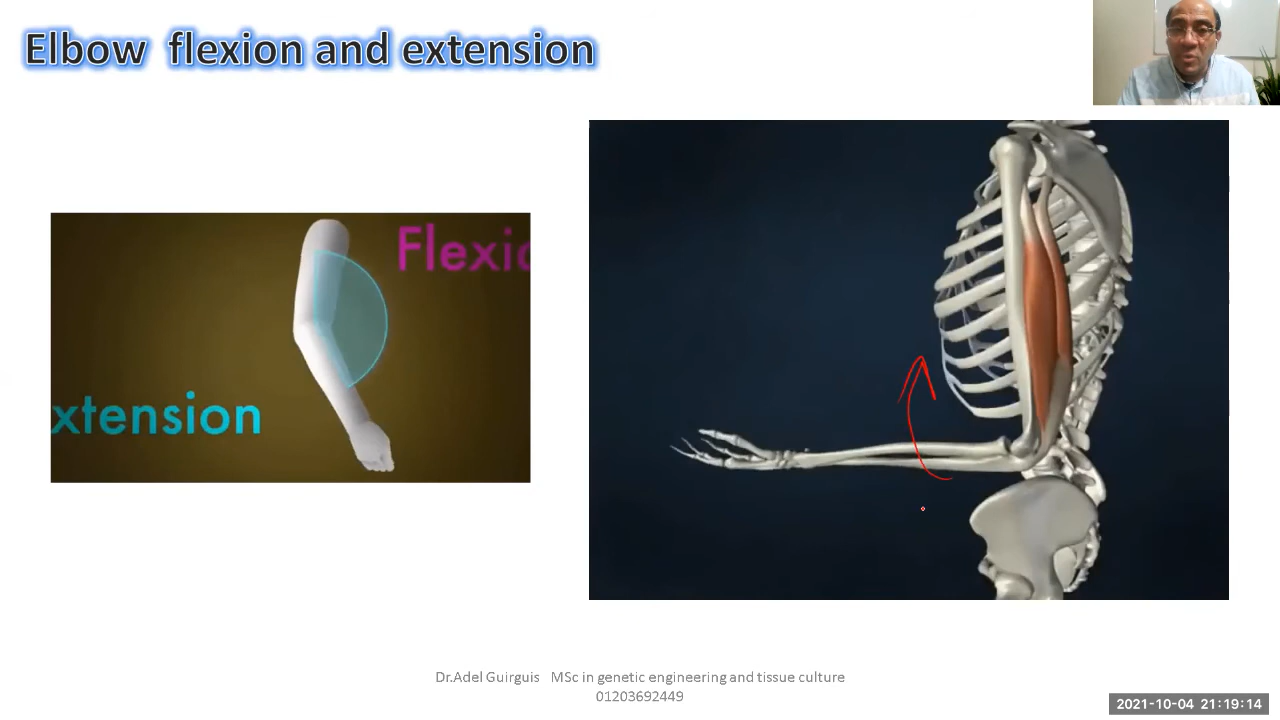 Elbow  flexion and extension
Flexic
xtension
Dr.Adel Guirguis   MSc in genetic engineering and tissue culture
01203692449
2021-10-04  21:19:14